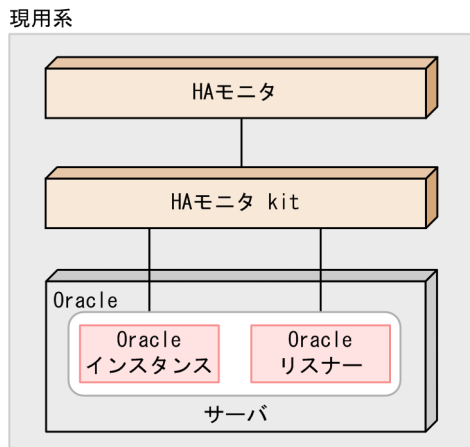 現用系
HAモニタ
HAモニタ kit
Oracle
Oracle
インスタンス
Oracle
リスナー
サーバ